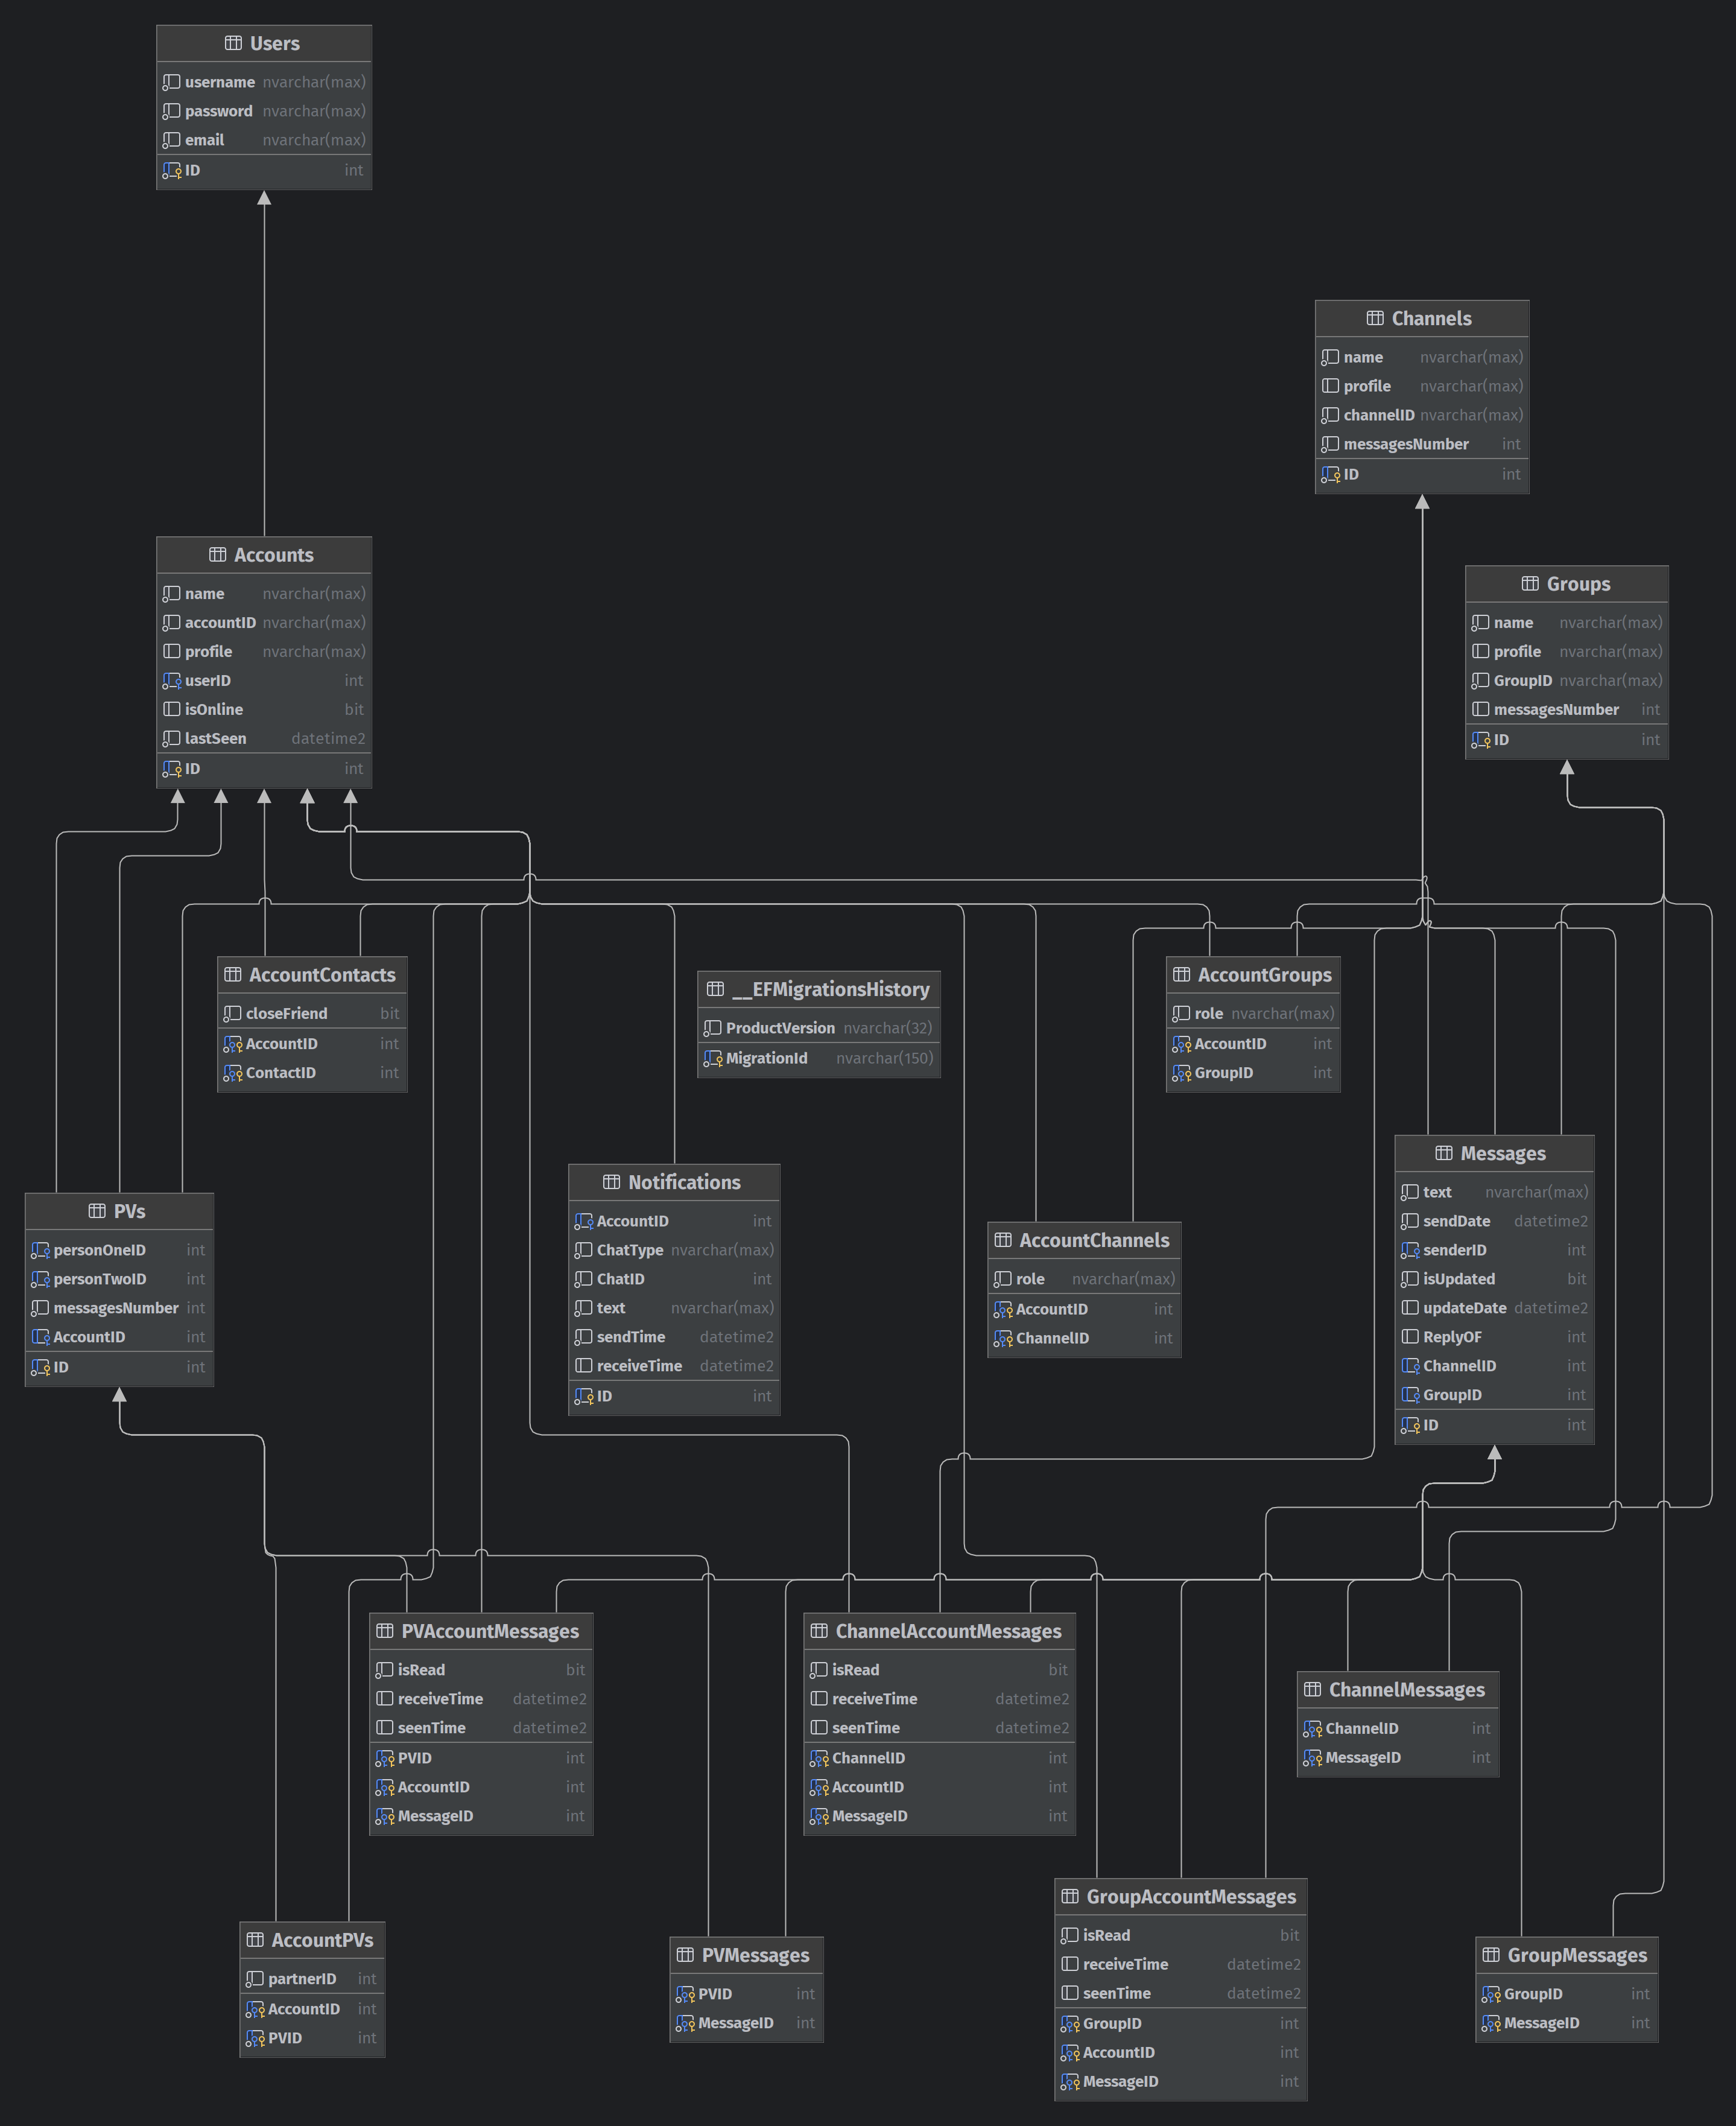 Users
username nvarchar(max)
password nvarchar(max)
email nvarchar(max)
ID int
Channels
name nvarchar(max)
profile nvarchar(max)
channelID nvarchar(max)
messagesNumber int
ID int
Accounts
name nvarchar(max)
accountID nvarchar(max)
profile nvarchar(max)
userID int
isOnline bit
lastSeen datetime2
ID int
Groups
name nvarchar(max)
profile nvarchar(max)
GroupID nvarchar(max)
messagesNumber int
ID int
AccountContacts
closeFriend bit
AccountID int
ContactID int
__EFMigrationsHistory
ProductVersion nvarchar(32)
MigrationId nvarchar(150)
AccountGroups
role nvarchar(max)
AccountID int
GroupID int
Messages
text nvarchar(max)
sendDate datetime2
senderID int
isUpdated bit
updateDate datetime2
ReplyOF int
ChannelID int
GroupID int
ID int
Notifications
AccountID int
ChatType nvarchar(max)
ChatID int
text nvarchar(max)
sendTime datetime2
receiveTime datetime2
ID int
PVs
personOneID int
personTwoID int
messagesNumber int
AccountID int
ID int
AccountChannels
role nvarchar(max)
AccountID int
ChannelID int
PVAccountMessages
isRead bit
receiveTime datetime2
seenTime datetime2
PVID int
AccountID int
MessageID int
ChannelAccountMessages
isRead bit
receiveTime datetime2
seenTime datetime2
ChannelID int
AccountID int
MessageID int
ChannelMessages
ChannelID int
MessageID int
GroupAccountMessages
isRead bit
receiveTime datetime2
seenTime datetime2
GroupID int
AccountID int
MessageID int
AccountPVs
partnerID int
AccountID int
PVID int
PVMessages
PVID int
MessageID int
GroupMessages
GroupID int
MessageID int